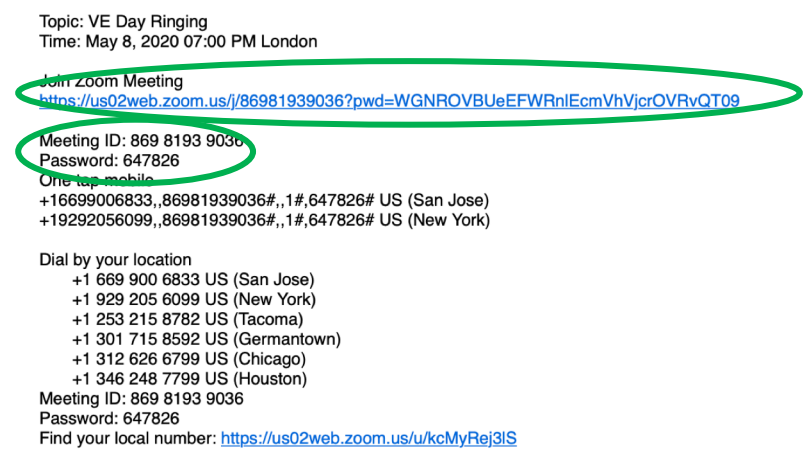 Topic: VE Day Ringing
Time: May 8, 2020 07:00 PM London
Join Zoom Meeting
https://us02web.zoom.us/j/86981939036?pwd=WGNROVBUeEFWRnlEcmVhVjcrOVRvQT09
Meeting ID: 869 8193 9036
Password: 647826
One tap mobile
+16699006833,,86981939036#,,1#,647826# US (San Jose)
+19292056099,,86981939036#,,1#,647826# US (New York)
Dial by your location
+1 669 900 6833 US (San Jose)
+1 929 205 6099 US (New York)
+1 253 215 8782 US (Tacoma)
+1 301 715 8592 US (Germantown)
+1 312 626 6799 US (Chicago)
+1 346 248 7799 US (Houston)
Meeting ID: 869 8193 9036
Password: 647826
Find your local number: https://us02web.zoom.us/u/kcMyRej3lS